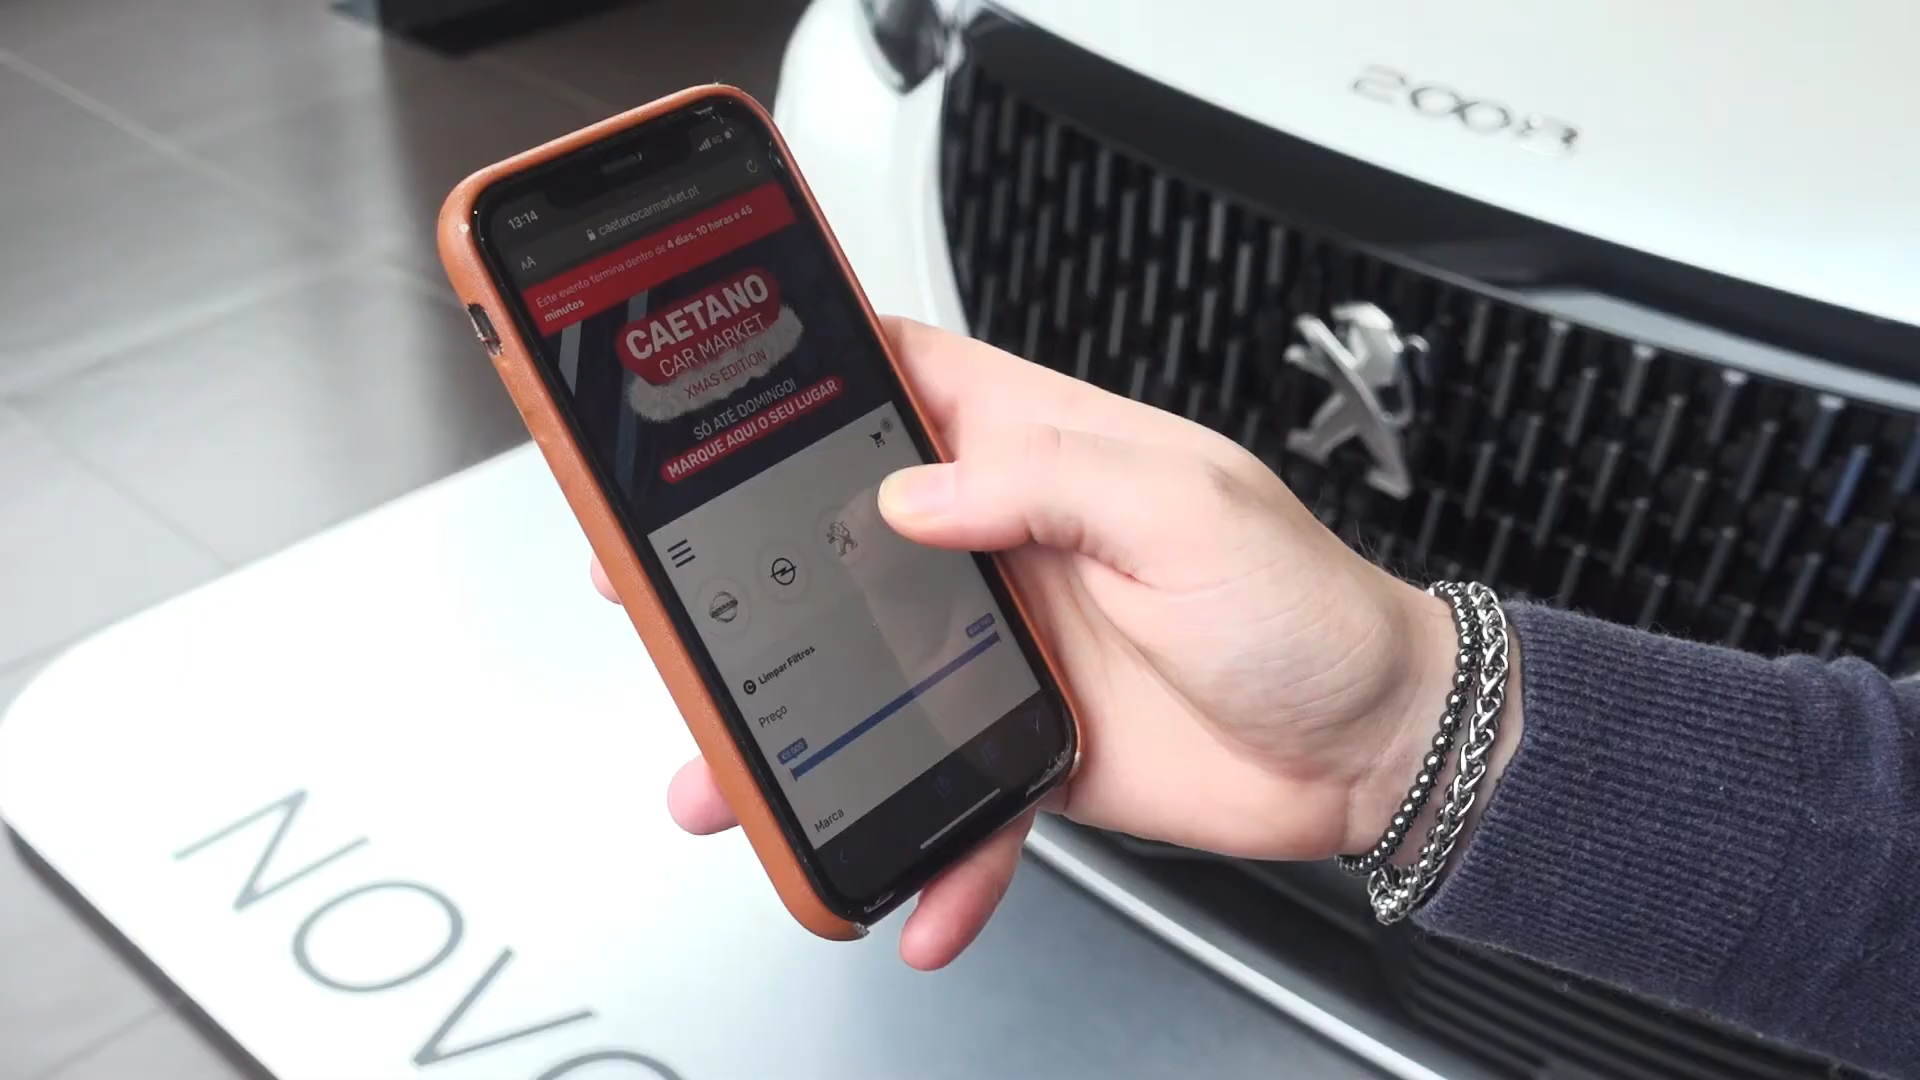 13:14
4G
AA
caetanocarmarket.pt
Este evento termina dentro de 4 dias, 10 horas e 45
minutos
CAETANO
CAR MARKET
XMAS EDITION
SÓ ATÉ DOMINGO!
MARQUE AQUI O SEU LUGAR
Limpar Filtros
Preço
Marca
2008
NOVO